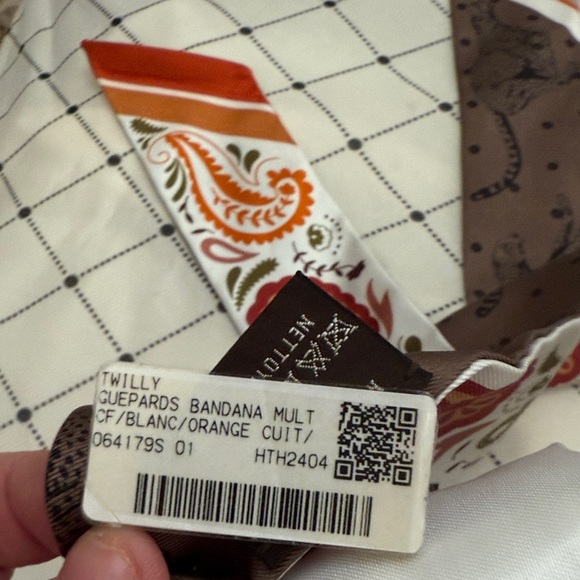 TWILLY
GUEPARDS BANDANA MULT
CF/BLANC/ORANGE CUIT/
064179S 01 HTH2404